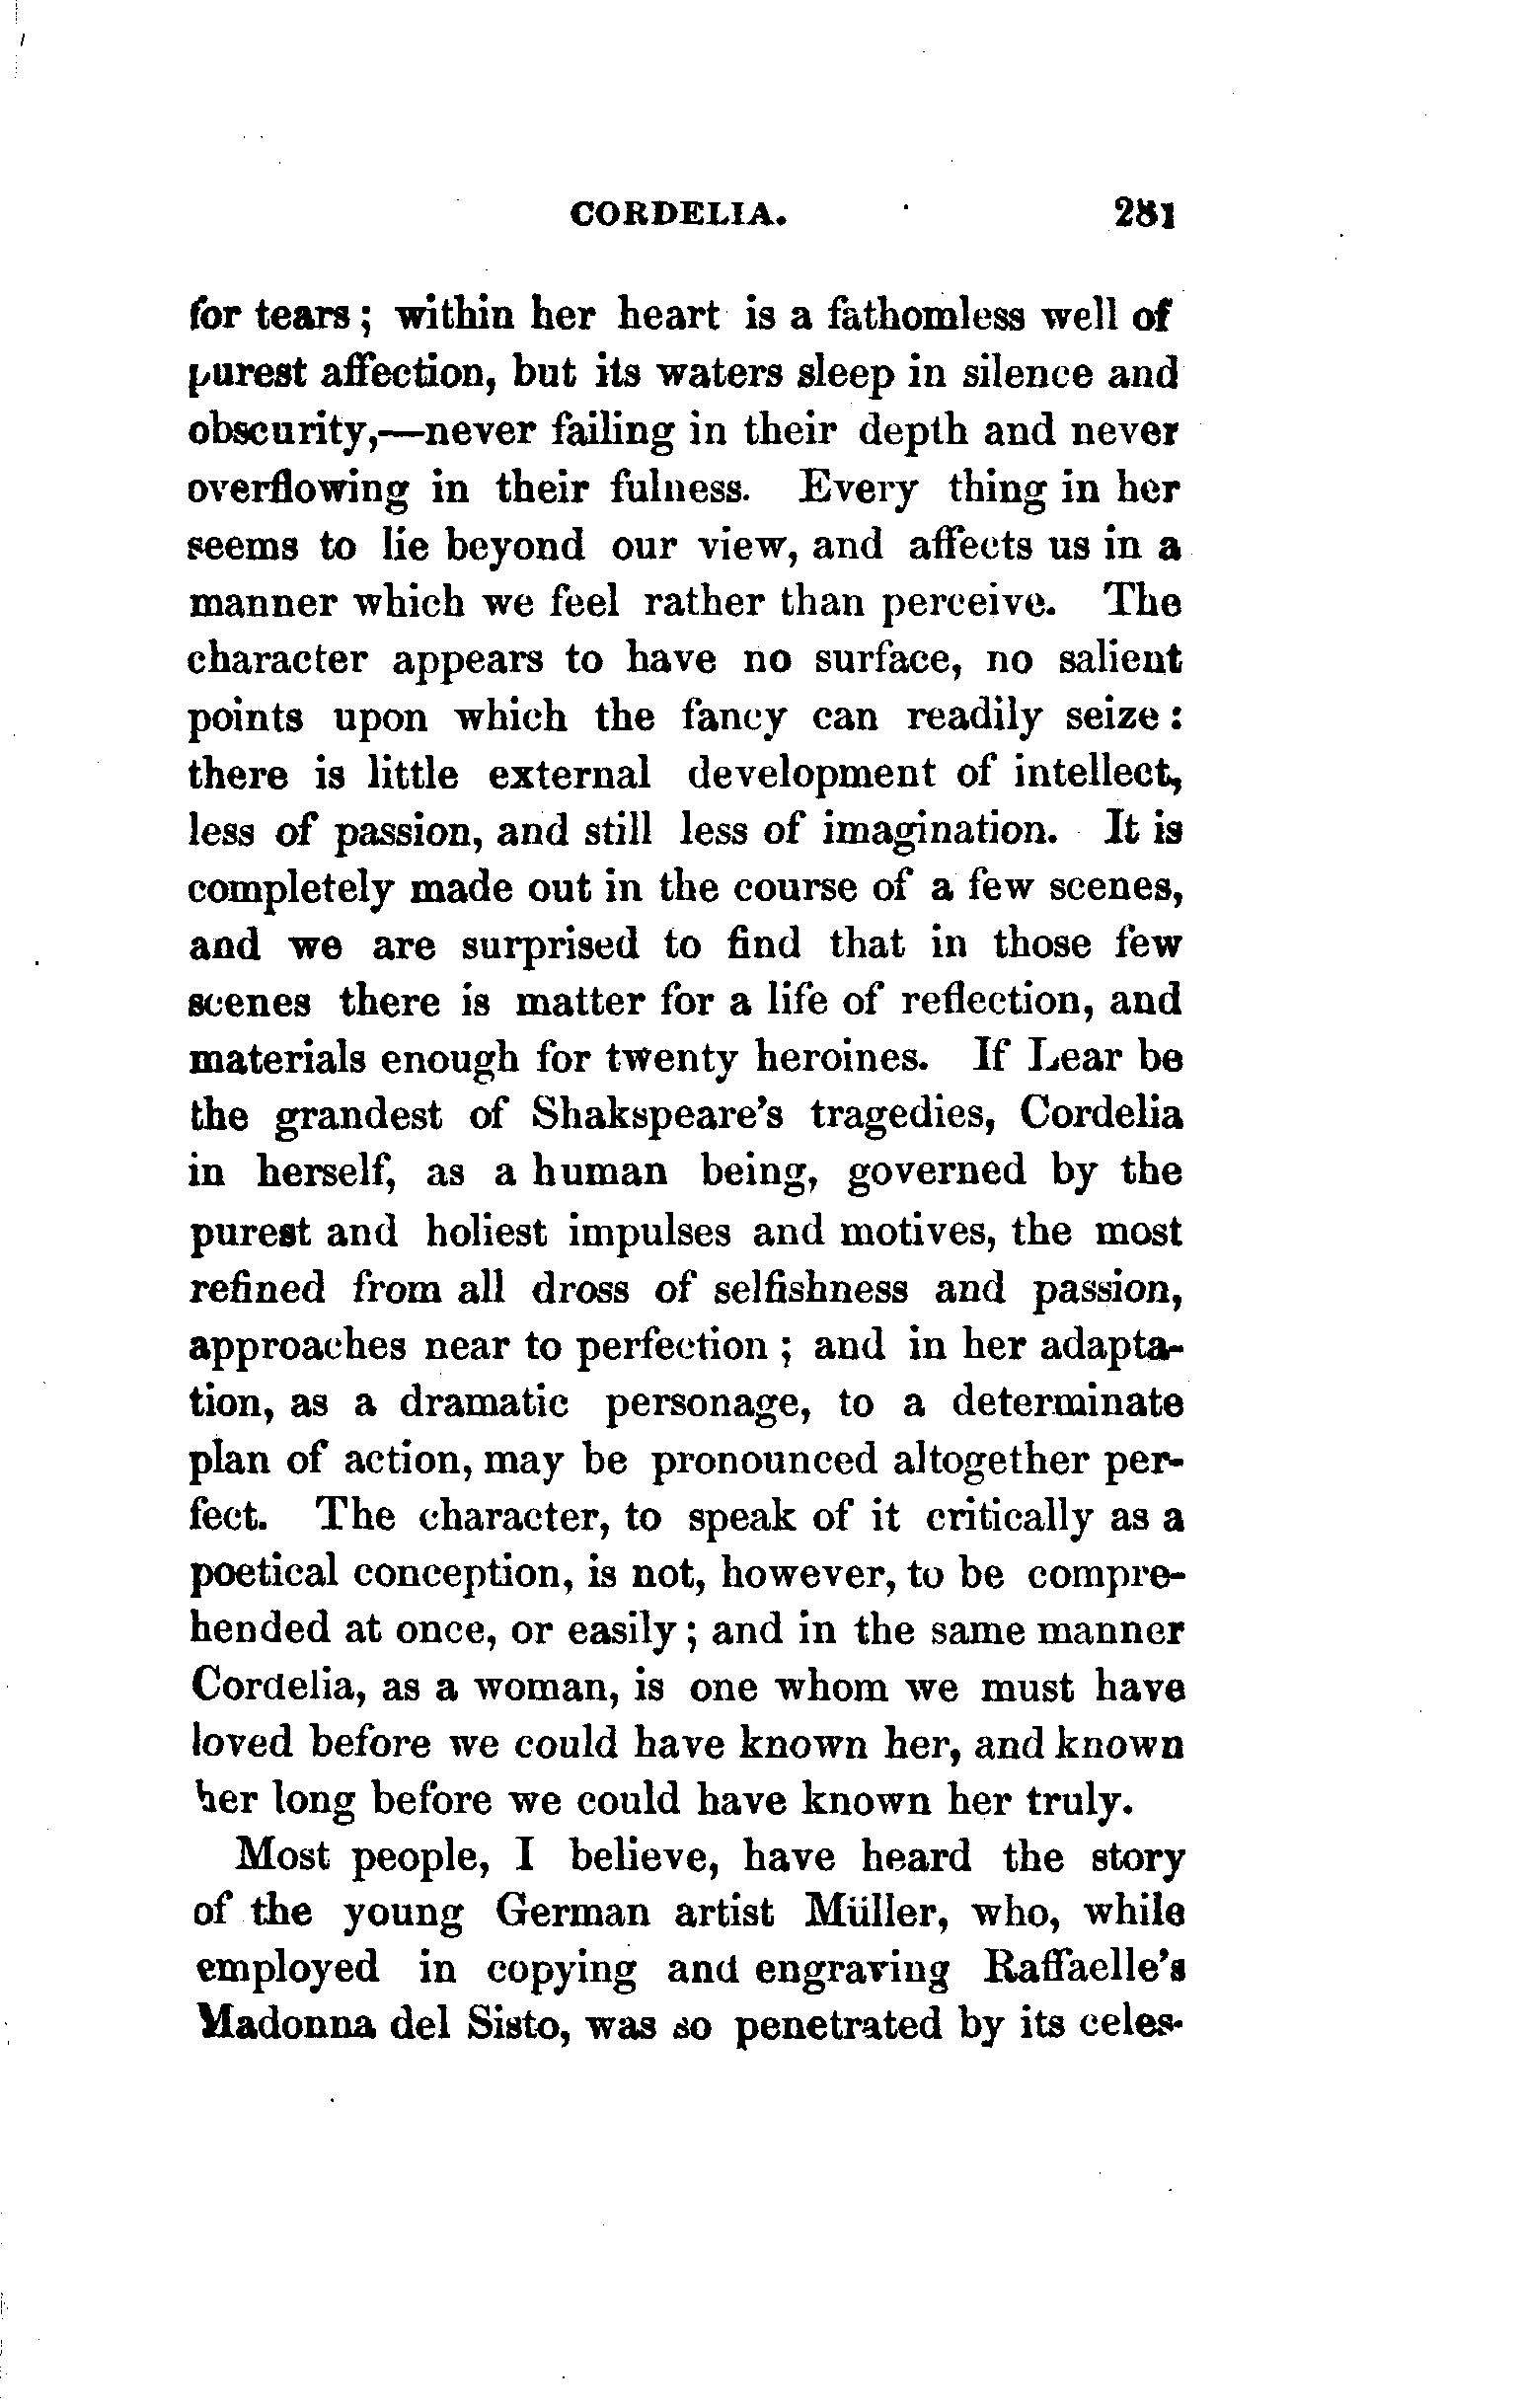 CORDELIA. 281
for tears; within her heart is a fathomless well of
purest affection, but its waters sleep in silence and
obscurity,—never failing in their depth and never
overflowing in their fulness. Every thing in her
seems to lie beyond our view, and affects us in a
manner which we feel rather than perceive. The
character appears to have no surface, no salient
points upon which the fancy can readily seize:
there is little external development of intellect,
less of passion, and still less of imagination. It is
completely made out in the course of a few scenes,
and we are surprised to find that in those few
scenes there is matter for a life of reflection, and
materials enough for twenty heroines. If Lear be
the grandest of Shakspeare's tragedies, Cordelia
in herself, as a human being, governed by the
purest and holiest impulses and motives, the most
refined from all dross of selfishness and passion,
approaches near to perfection; and in her adapta-
tion, as a dramatic personage, to a determinate
plan of action, may be pronounced altogether per-
fect. The character, to speak of it critically as a
poetical conception, is not, however, to be compre-
hended at once, or easily; and in the same manner
Cordelia, as a woman, is one whom we must have
loved before we could have known her, and known
her long before we could have known her truly.
Most people, I believe, have heard the story
of the young German artist Müller, who, while
employed in copying and engraving Raffaelle's
Madonna del Sisto, was so penetrated by its celes-